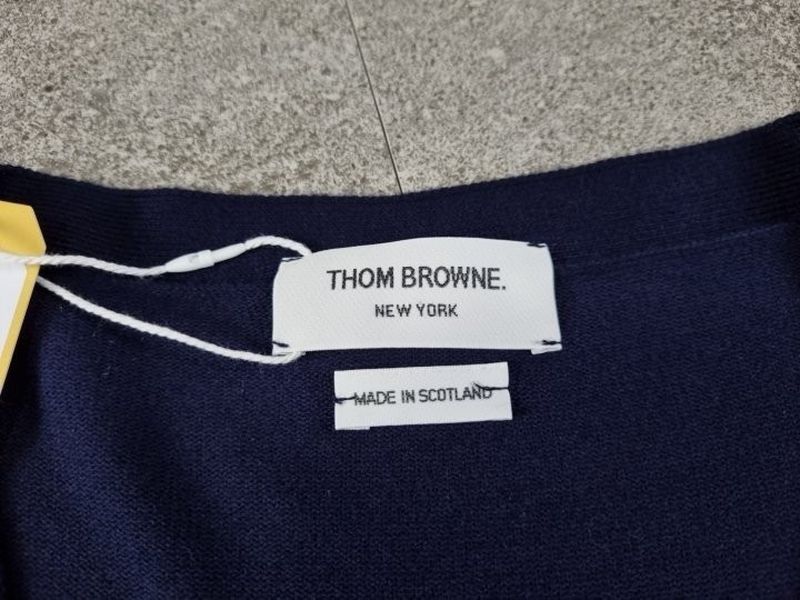 THOM BROWNE.
NEW YORK
MADE IN SCOTLAND